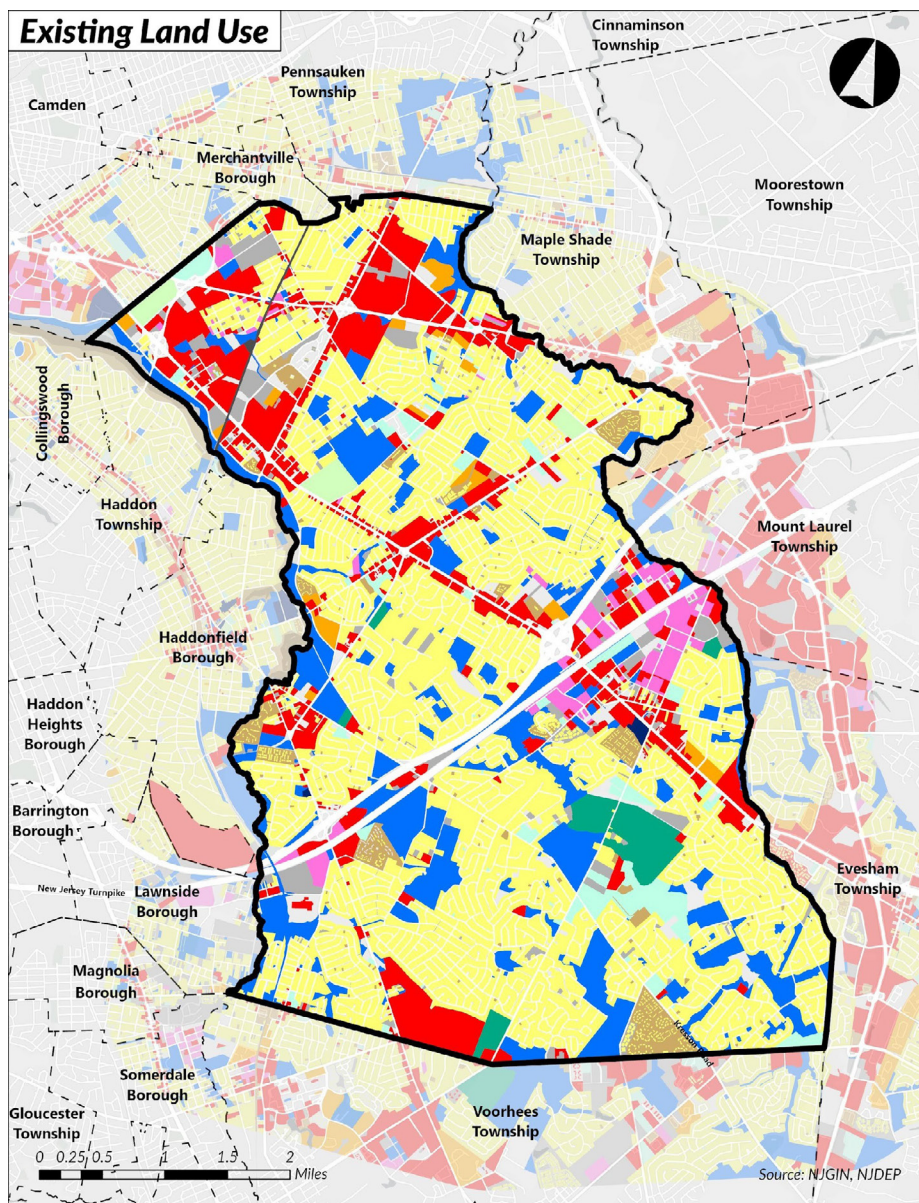 Existing Land Use
Cinnaminson
Township
Pennsauken
Township
Camden
Merchantville
Borough
Moorestown
Township
Maple Shade
Township
Collingswood
Borough
Haddon
Township
Mount Laurel
Township
Haddonfield
Borough
Haddon
Heights
Borough
Barrington
Borough
New Jersey Turnpike
Lawnside
Borough
Evesham
Township
Magnolia
Borough
Kresson Road
Somerdale
Borough
Voorhees
Township
Gloucester
Township
0 0.25 0.5 1 1.5 2
Miles
Source: NJGIN, NJDEP